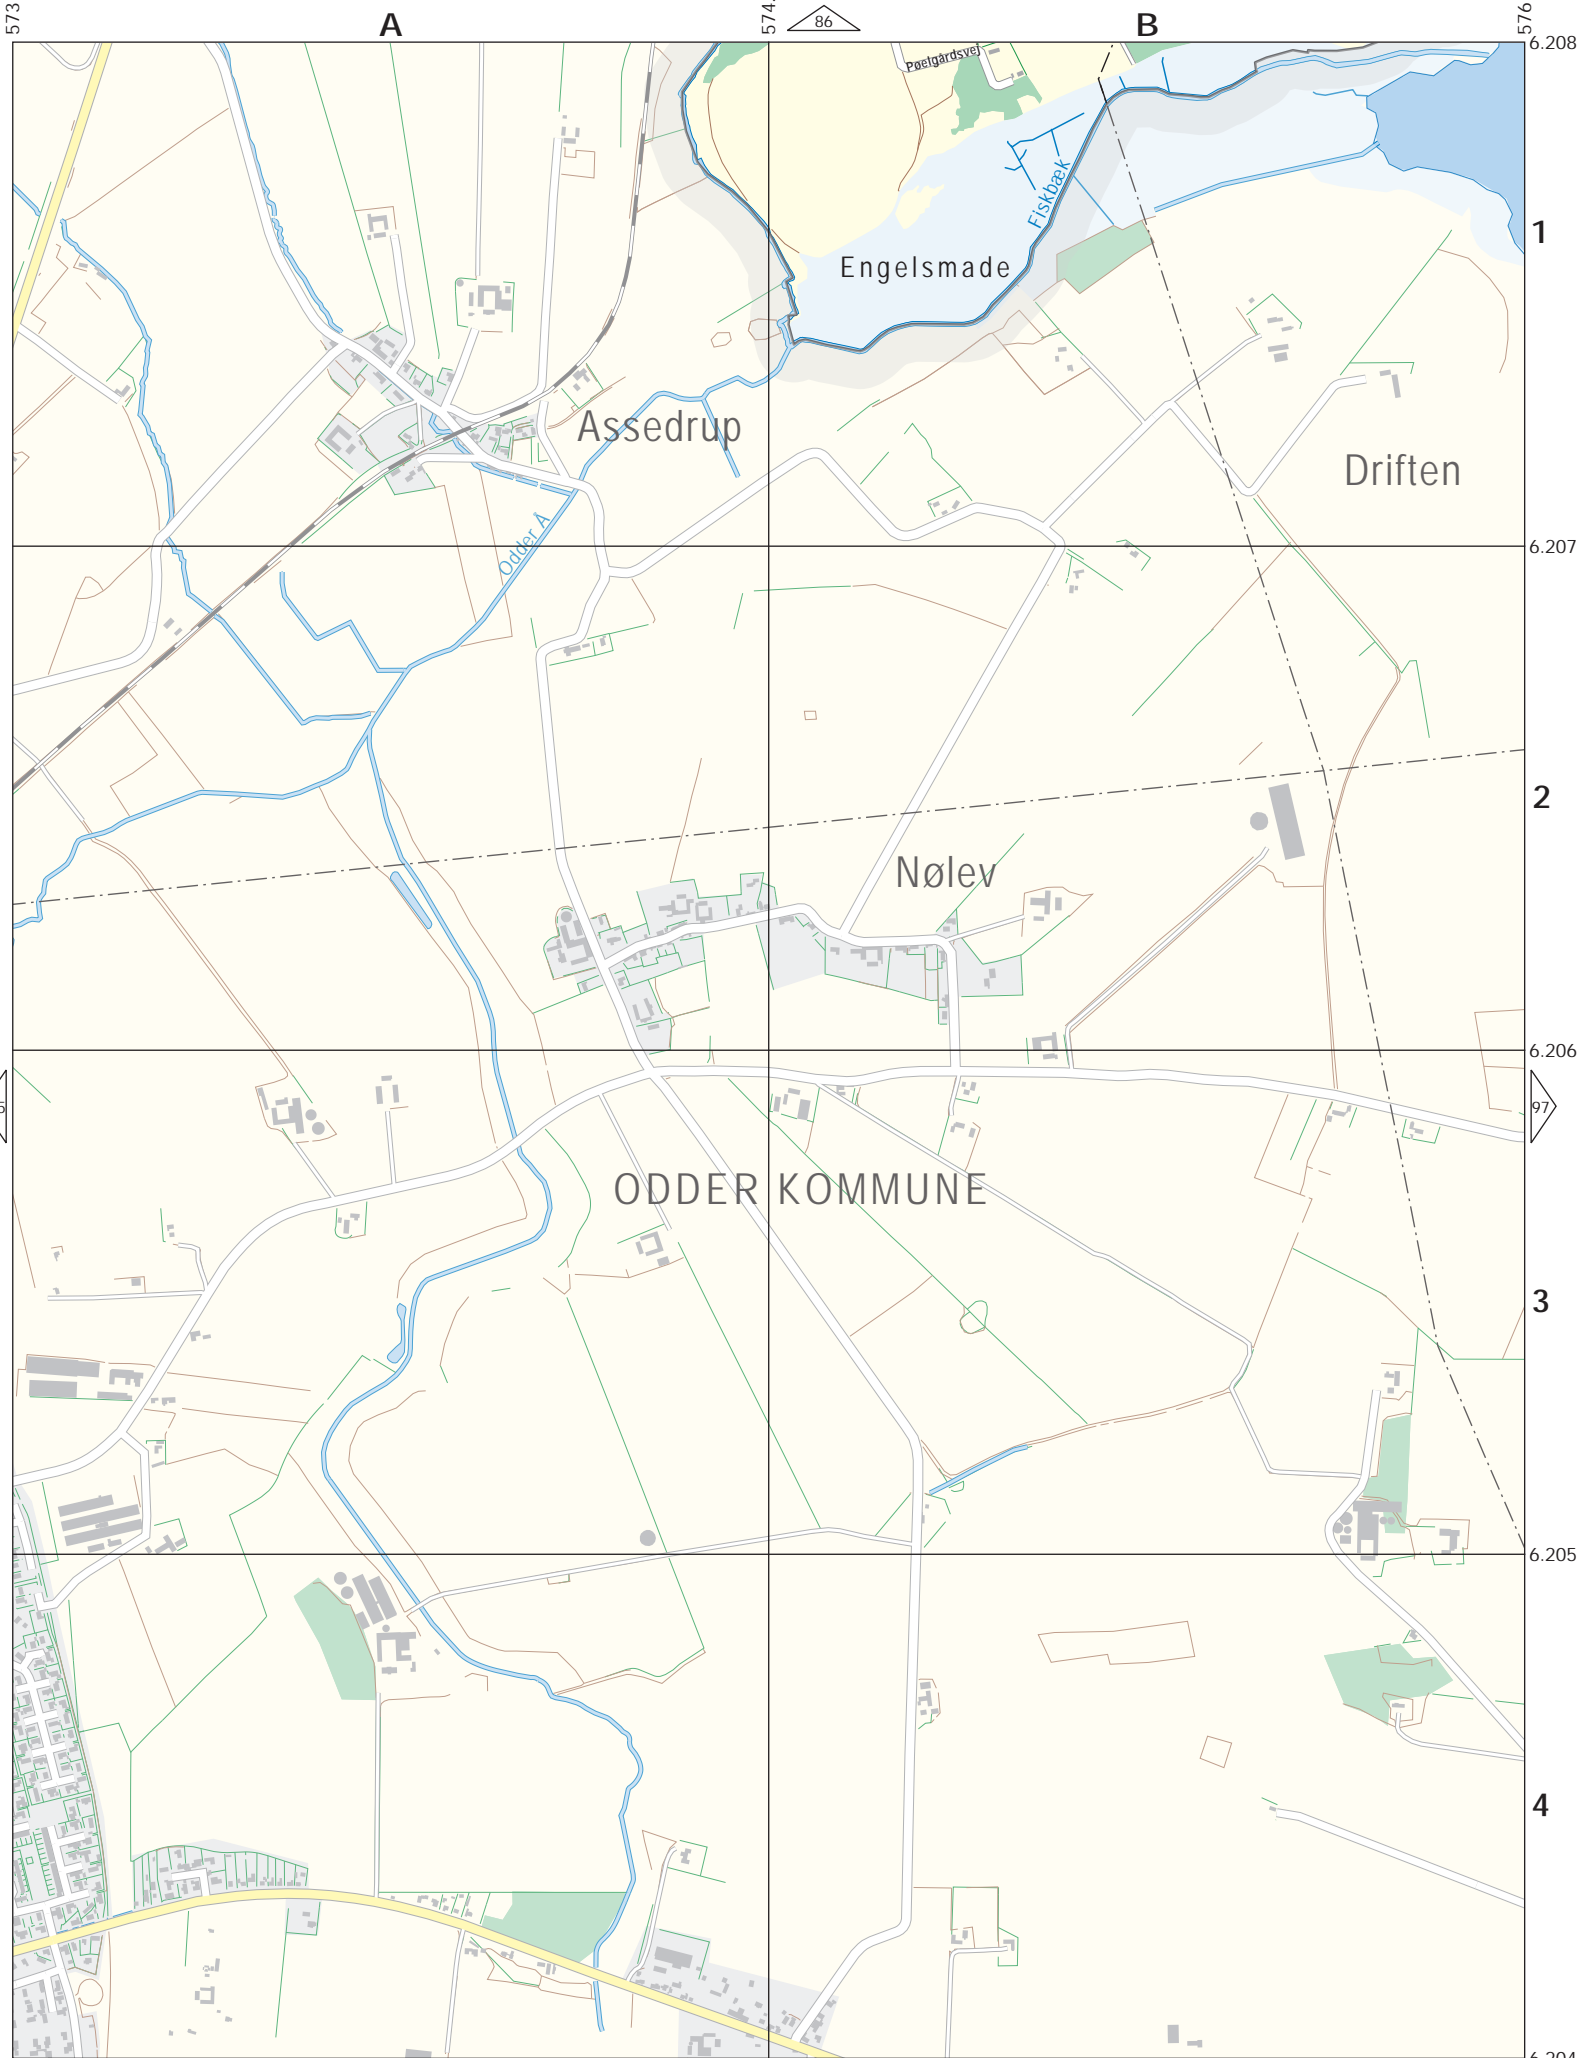 573
A
574
86
B
576
6.208
Pøelgårdsvej
Fiskbæk
1
Engelsmade
Assedrup
Driften
Odder Å
6.207
2
Nølev
6.206
97
ODDER KOMMUNE
3
6.205
4